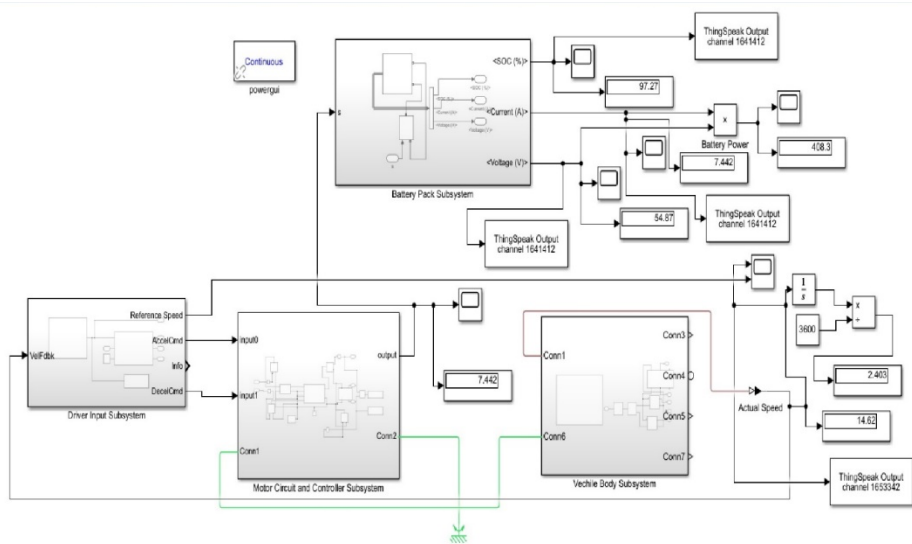 Continuous
powergui
s
<SOC (%)>
<Current (A)>
<Voltage (V)>
Battery Pack Subsystem
ThingSpeak Output
channel 1641412
97.27
x
Battery Power
408.3
7.442
54.87
ThingSpeak Output
channel 1641412
ThingSpeak Output
channel 1641412
VelFdbk
Reference Speed
AccelCmd
Info
DecelCmd
Driver Input Subsystem
input0
input1
Conn1
output
Conn2
Motor Circuit and Controller Subsystem
7.442
Conn1
Conn6
Conn3
Conn4
Conn5
Conn7
Vechile Body Subsystem
Actual Speed
1
s
3600
x
÷
2.403
14.62
ThingSpeak Output
channel 1653342